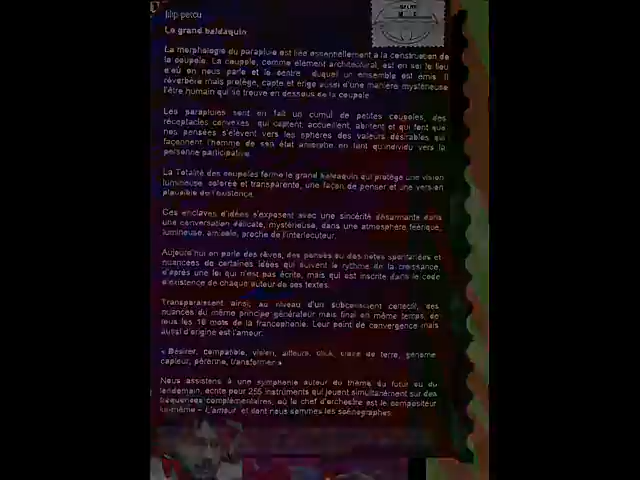 filip-petcu
Le grand baldaquin
La morphologie du parapluie est liée essentiellement à la construction de
la coupole. La coupole, comme élément architectural, est en soi le lieu
d'où on nous parle et le centre duquel un ensemble est émis. Il
réverbère mais protège, capte et érige aussi d'une manière mystérieuse
l'être humain qui se trouve en dessous de la coupole.
Les parapluies sont en fait un cumul de petites coupoles, des
réceptacles convexes qui captent, accueillent, abritent et qui font que
nos pensées s'élèvent vers les sphères des valeurs désirables qui
façonnent l'homme de son état amorphe en tant qu'individu vers la
personne participative.
La Totalité des coupoles forme le grand baldaquin qui protège une vision
lumineuse, colorée et transparente, une façon de penser et une version
plausible de l'existence.
Ces enclaves d'idées s'exposent avec une sincérité désarmante dans
une conversation délicate, mystérieuse, dans une atmosphère féérique,
lumineuse, amicale, proche de l'interlocuteur.
Aujourd'hui on parle des rêves, des pensées ou des notes spontanées et
nuancées de certaines idées qui suivent le rythme de la croissance,
d'après une loi qui n'est pas écrite, mais qui est inscrite dans le code
d'existence de chaque auteur de ces textes.
Transparaissent ainsi, au niveau d'un subconscient collectif, des
nuances du même principe générateur mais final en même temps, de
tous les 10 mots de la francophonie. Leur point de convergence mais
aussi d'origine est l'amour.
« Désirer, compatible, vision, ailleurs, clic, clair de terre, génome
capteur, pérenne, transformer »
Nous assistons à une symphonie autour du thème du futur ou du
lendemain, écrite pour 255 instruments qui jouent simultanément sur des
fréquences complémentaires, où le chef d'orchestre est le compositeur
lui-même – L'amour et dont nous sommes les scénographes.